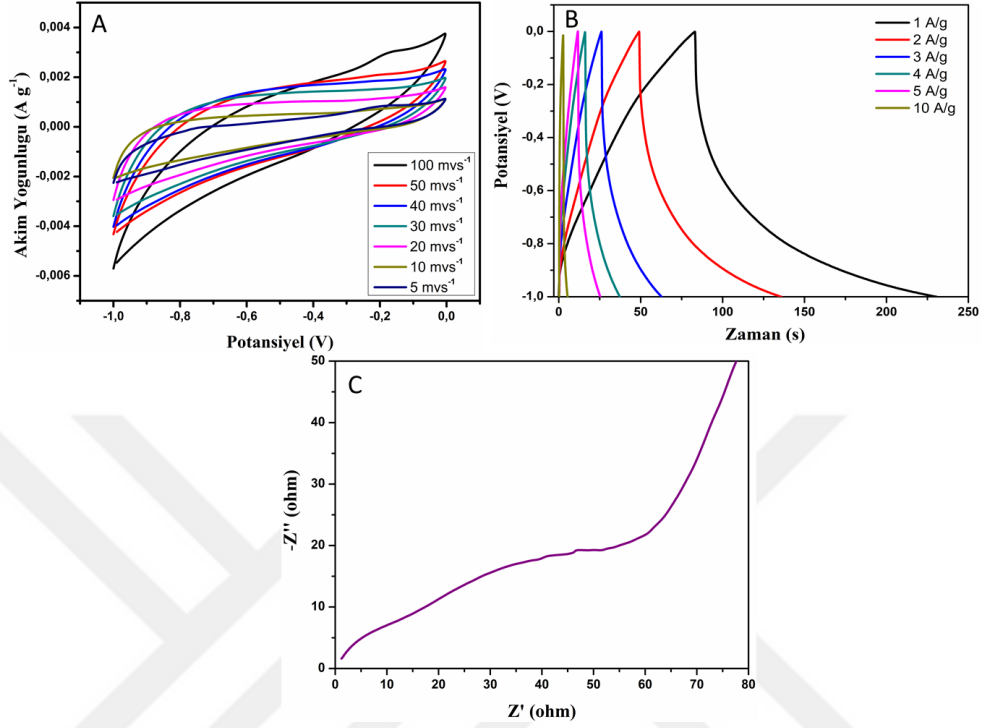 A
0,004
0,002
0,000
-0,002
-0,004
-0,006
Akim Yogunlugu (A g⁻¹)
100 mvs⁻¹
50 mvs⁻¹
40 mvs⁻¹
30 mvs⁻¹
20 mvs⁻¹
10 mvs⁻¹
5 mvs⁻¹
-1,0 -0,8 -0,6 -0,4 -0,2 0,0
Potansiyel (V)
B
0,0
-0,2
-0,4
-0,6
-0,8
-1,0
Potansiyel (V)
1 A/g
2 A/g
3 A/g
4 A/g
5 A/g
10 A/g
0 50 100 150 200 250
Zaman (s)
C
50
40
30
20
10
0
-Z'' (ohm)
0 10 20 30 40 50 60 70 80
Z' (ohm)